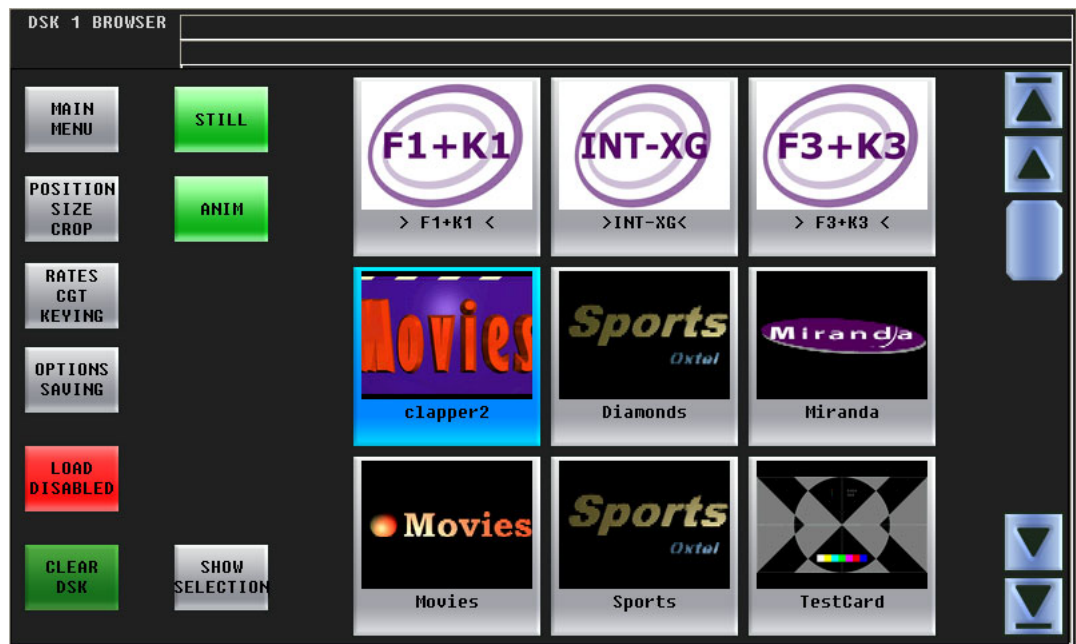 DSK 1 BROWSER
MAIN
MENU
STILL
POSITION
SIZE
CROP
ANIM
RATES
CGT
KEYING
OPTIONS
SAVING
LOAD
DISABLED
CLEAR
DSK
SHOW
SELECTION
F1+K1
> F1+K1 <
INT-XG
>INT-XG<
F3+K3
> F3+K3 <
Movies
clapper2
Sports
Oxtel
Diamonds
Miranda
Miranda
Movies
Movies
Sports
Oxtel
Sports
TestCard